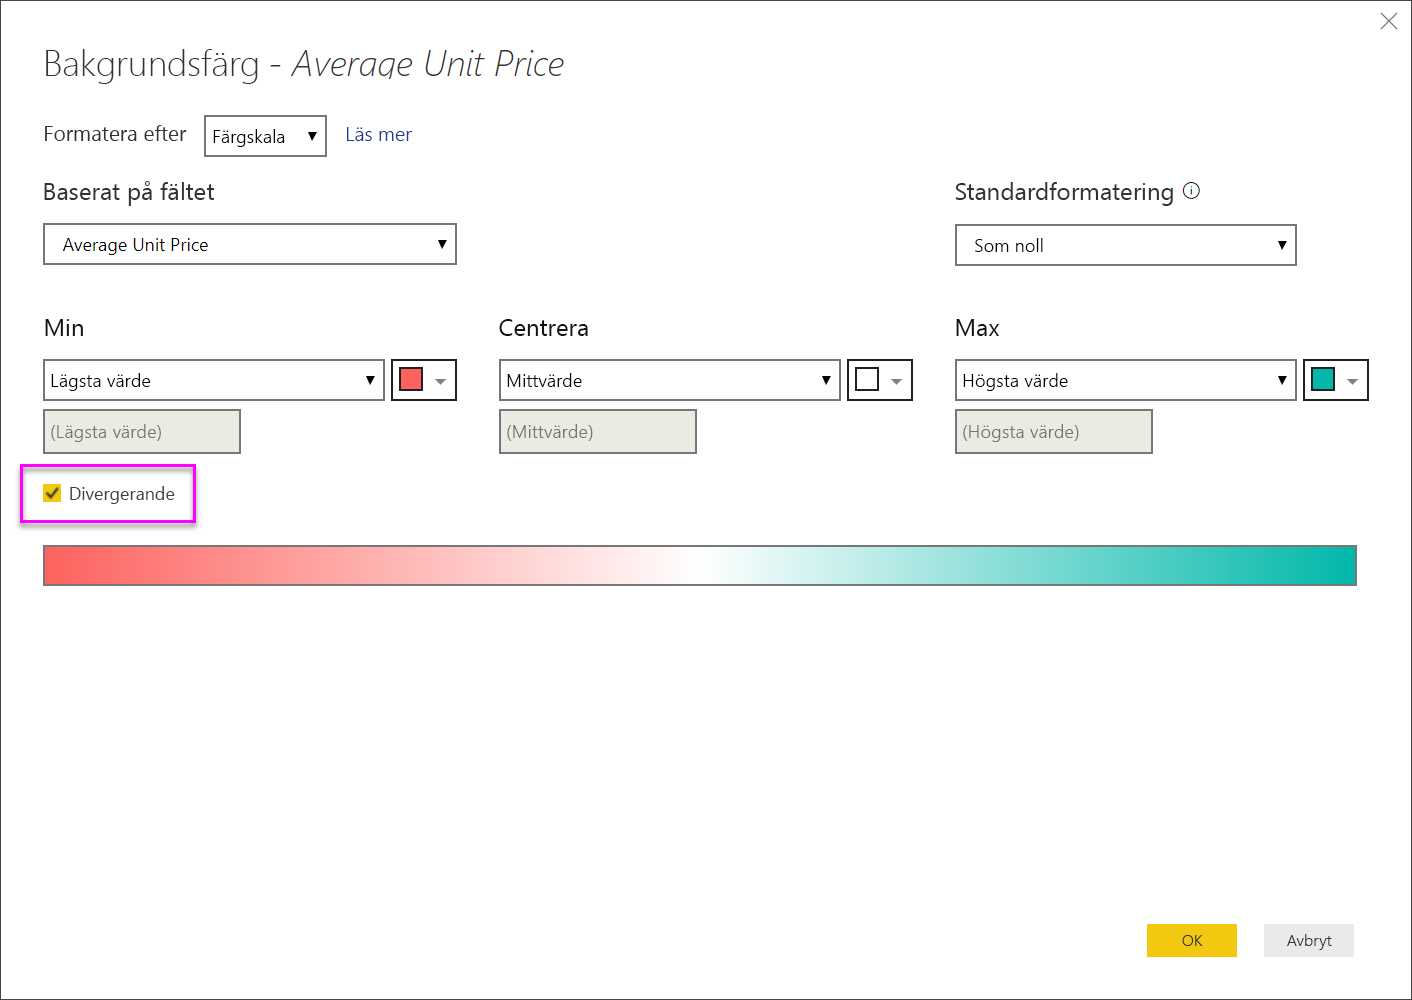 Bakgrundsfärg - Average Unit Price
Formatera efter Färgskala Läs mer
Baserat på fältet Standardformatering
Average Unit Price Som noll
Min Centrera Max
Lägsta värde Mittvärde Högsta värde
(Lägsta värde) (Mittvärde) (Högsta värde)
Divergerande
OK Avbryt